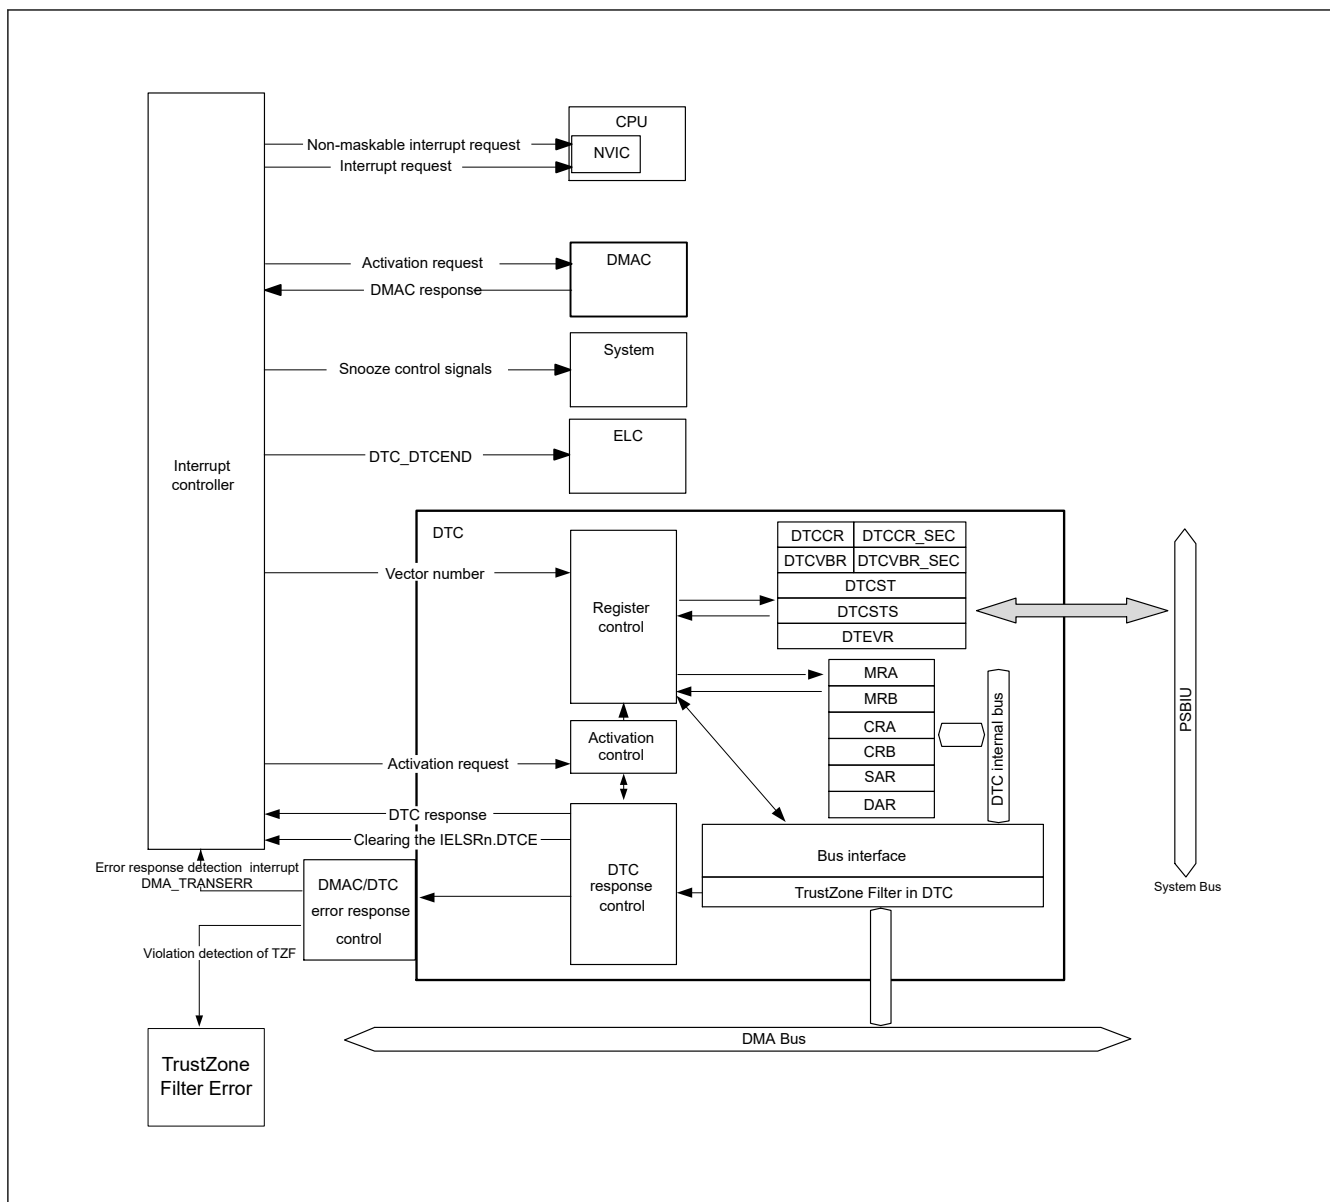 CPU
Non-maskable interrupt request
NVIC
Interrupt request
Activation request
DMAC
DMAC response
System
Snooze control signals
ELC
DTC_DTCEND
Interrupt
controller
DTC
DTCCR
DTCCR_SEC
DTCVBR
DTCVBR_SEC
Vector number
DTCST
Register
control
DTCSTS
DTEVR
MRA
MRB
CRA
CRB
SAR
DAR
DTC internal bus
PSBIU
System Bus
Activation
control
Activation request
DTC response
Clearing the IELSRn.DTCE
Error response detection interrupt
DMA_TRANSERR
DMAC/DTC
error response
control
DTC
response
control
Bus interface
TrustZone Filter in DTC
Violation detection of TZF
TrustZone
Filter Error
DMA Bus